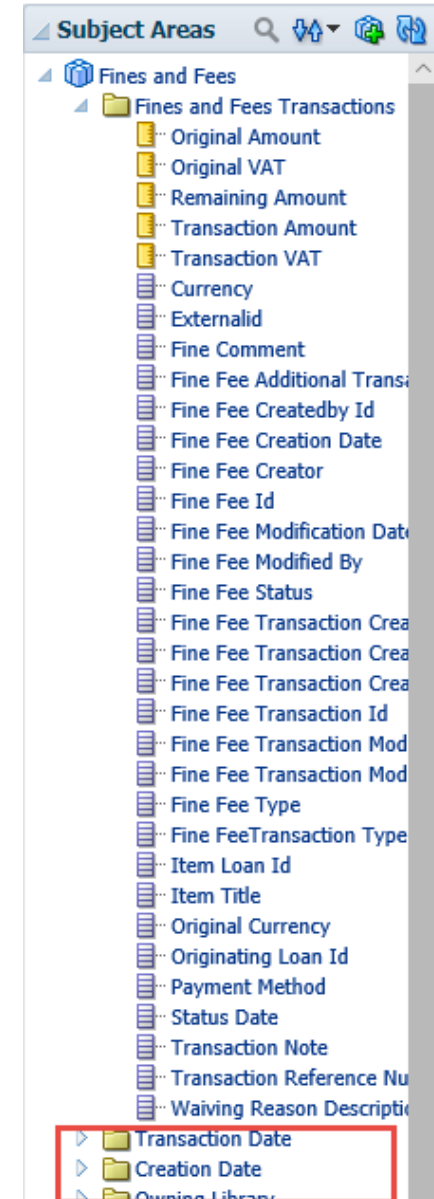 Subject Areas
Fines and Fees
Fines and Fees Transactions
Original Amount
Original VAT
Remaining Amount
Transaction Amount
Transaction VAT
Currency
Externalid
Fine Comment
Fine Fee Additional Transa
Fine Fee Createdby Id
Fine Fee Creation Date
Fine Fee Creator
Fine Fee Id
Fine Fee Modification Date
Fine Fee Modified By
Fine Fee Status
Fine Fee Transaction Crea
Fine Fee Transaction Crea
Fine Fee Transaction Crea
Fine Fee Transaction Id
Fine Fee Transaction Mod
Fine Fee Transaction Mod
Fine Fee Type
Fine FeeTransaction Type
Item Loan Id
Item Title
Original Currency
Originating Loan Id
Payment Method
Status Date
Transaction Note
Transaction Reference Nu
Waiving Reason Descriptio
Transaction Date
Creation Date
Owning Library